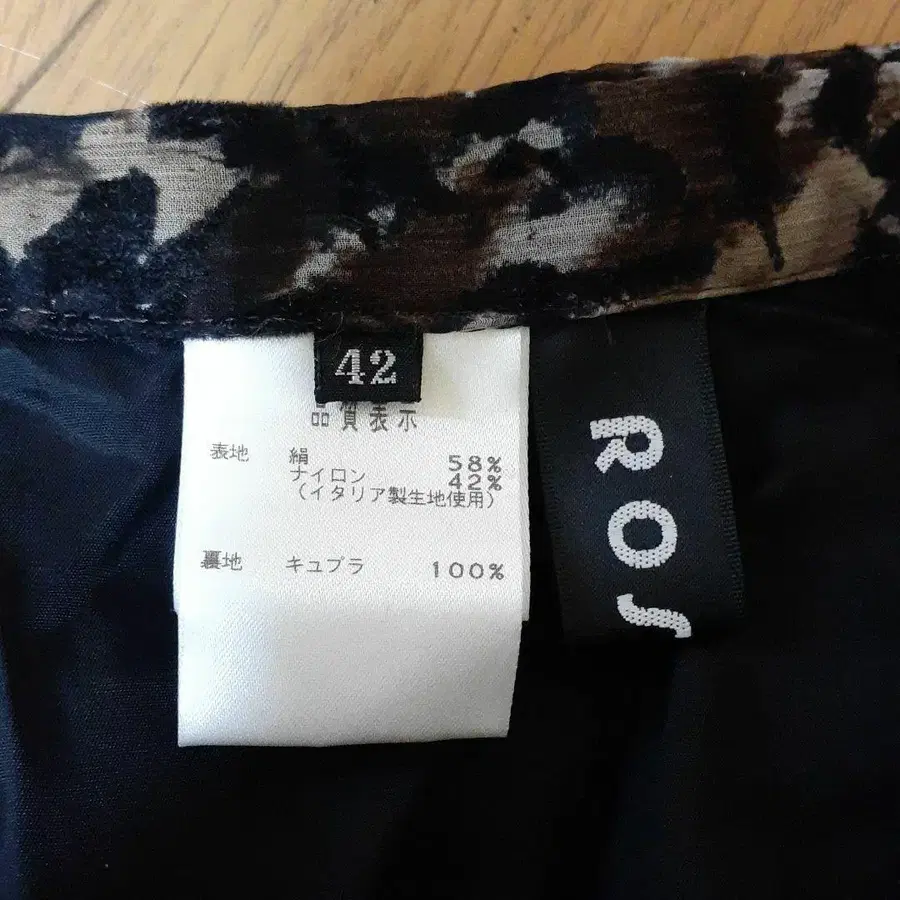 42
品質表示
表地 絹 58%
ナイロン 42%
(イタリア製生地使用)
裏地 キュプラ 100%
ROS